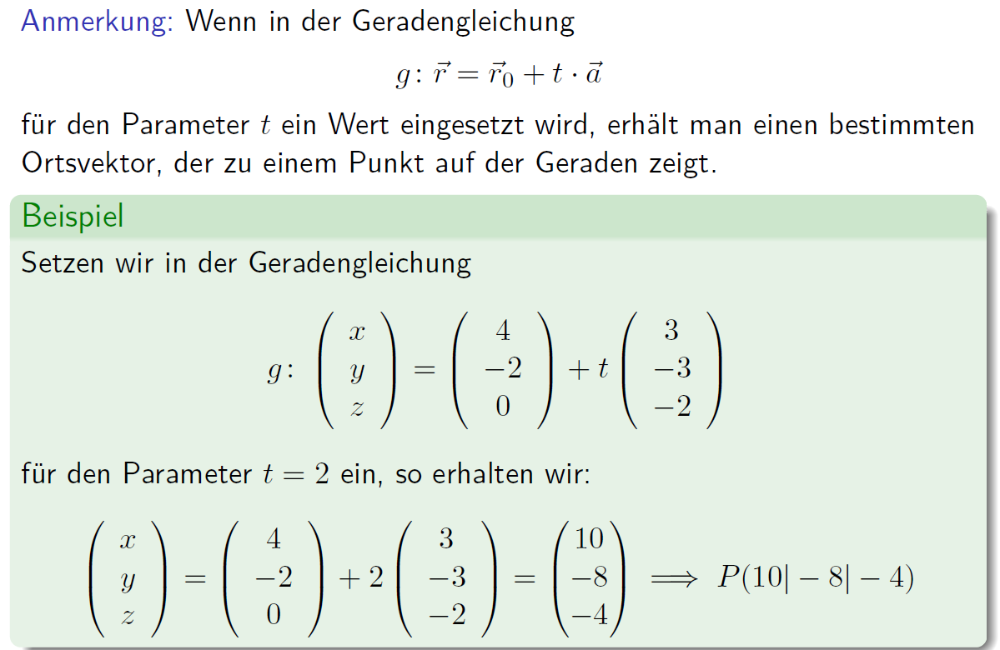 Anmerkung: Wenn in der Geradengleichung
g: \vec{r} = \vec{r}_0 + t · \vec{a}
für den Parameter t ein Wert eingesetzt wird, erhält man einen bestimmten
Ortsvektor, der zu einem Punkt auf der Geraden zeigt.
Beispiel
Setzen wir in der Geradengleichung
g: \begin{pmatrix} x \\ y \\ z \end{pmatrix} = \begin{pmatrix} 4 \\ -2 \\ 0 \end{pmatrix} + t \begin{pmatrix} 3 \\ -3 \\ -2 \end{pmatrix}
für den Parameter t = 2 ein, so erhalten wir:
\begin{pmatrix} x \\ y \\ z \end{pmatrix} = \begin{pmatrix} 4 \\ -2 \\ 0 \end{pmatrix} + 2 \begin{pmatrix} 3 \\ -3 \\ -2 \end{pmatrix} = \begin{pmatrix} 10 \\ -8 \\ -4 \end{pmatrix} ⟹ P(10| − 8| − 4)